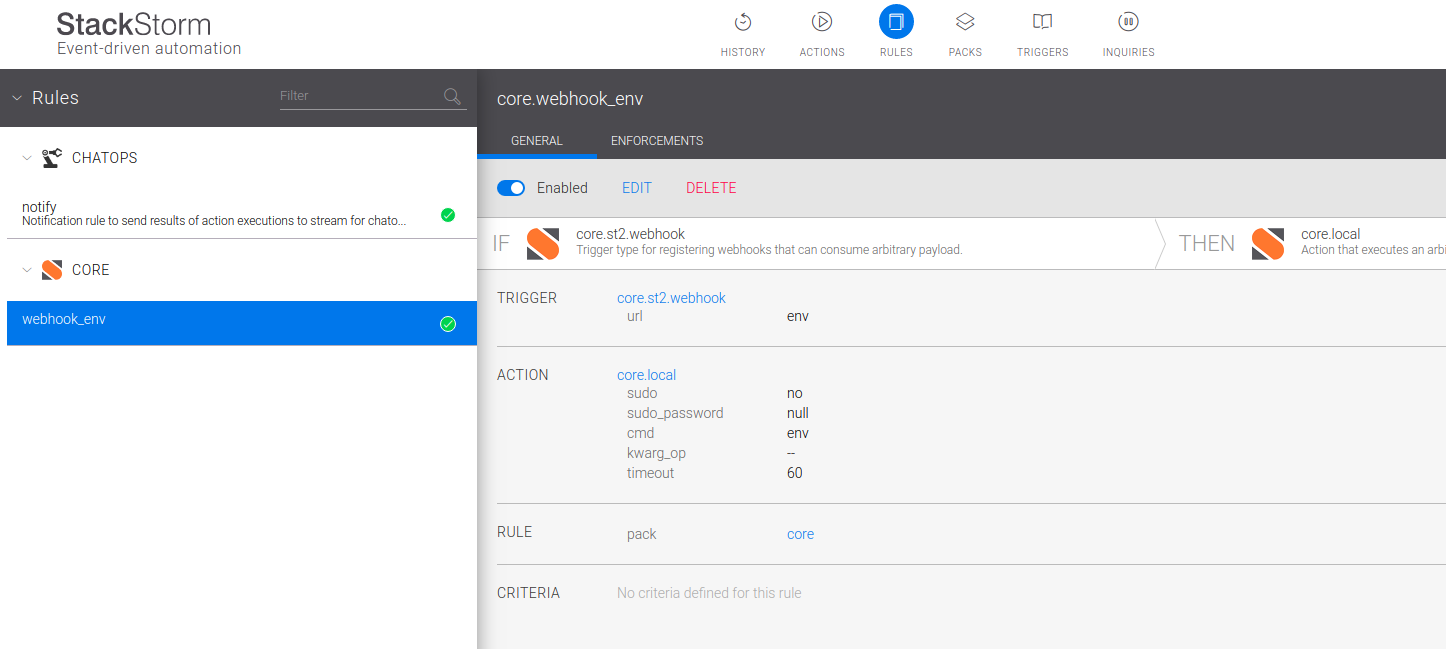 StackStorm
Event-driven automation
HISTORY
ACTIONS
RULES
PACKS
TRIGGERS
INQUIRIES
Rules
Filter
CHATOPS
notify
Notification rule to send results of action executions to stream for chato...
CORE
webhook_env
core.webhook_env
GENERAL
ENFORCEMENTS
Enabled
EDIT
DELETE
IF
core.st2.webhook
Trigger type for registering webhooks that can consume arbitrary payload.
THEN
core.local
Action that executes an arbi
TRIGGER
core.st2.webhook
url env
ACTION
core.local
sudo no
sudo_password null
cmd env
kwarg_op --
timeout 60
RULE
pack core
CRITERIA
No criteria defined for this rule